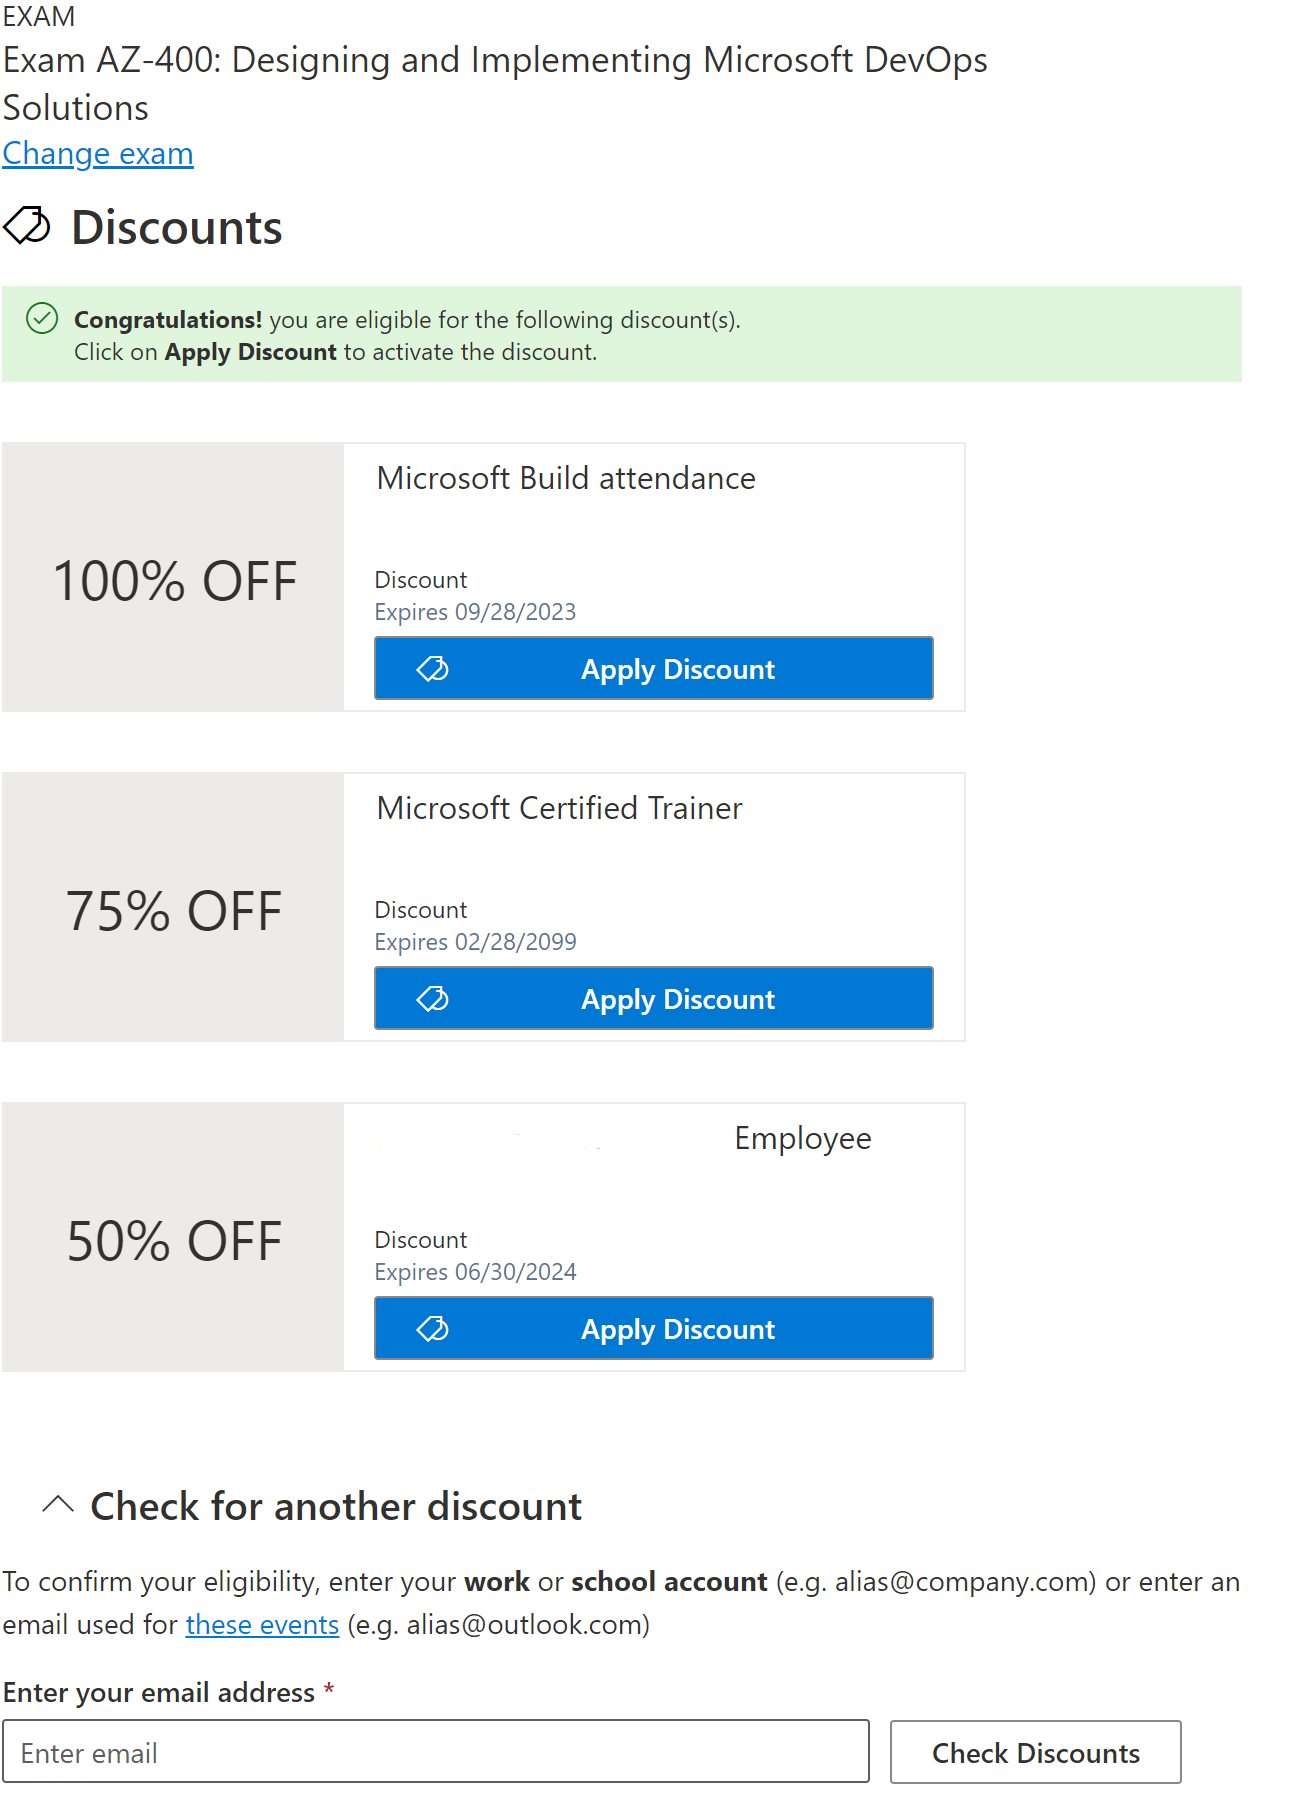 EXAM
Exam AZ-400: Designing and Implementing Microsoft DevOps
Solutions
Change exam
Discounts
Congratulations! you are eligible for the following discount(s).
Click on Apply Discount to activate the discount.
100% OFF
Microsoft Build attendance
Discount
Expires 09/28/2023
Apply Discount
75% OFF
Microsoft Certified Trainer
Discount
Expires 02/28/2099
Apply Discount
50% OFF
Employee
Discount
Expires 06/30/2024
Apply Discount
Check for another discount
To confirm your eligibility, enter your work or school account (e.g. alias@company.com) or enter an
email used for these events (e.g. alias@outlook.com)
Enter your email address *
Enter email
Check Discounts